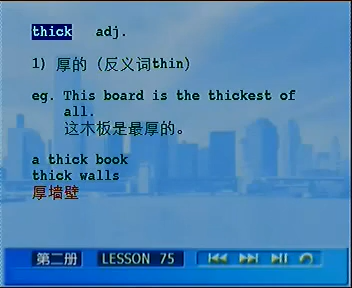 thick adj.
1) 厚的 (反义词thin)
eg. This board is the thickest of
all.
这木板是最厚的。
a thick book
thick walls
厚墙壁
第二册 LESSON 75